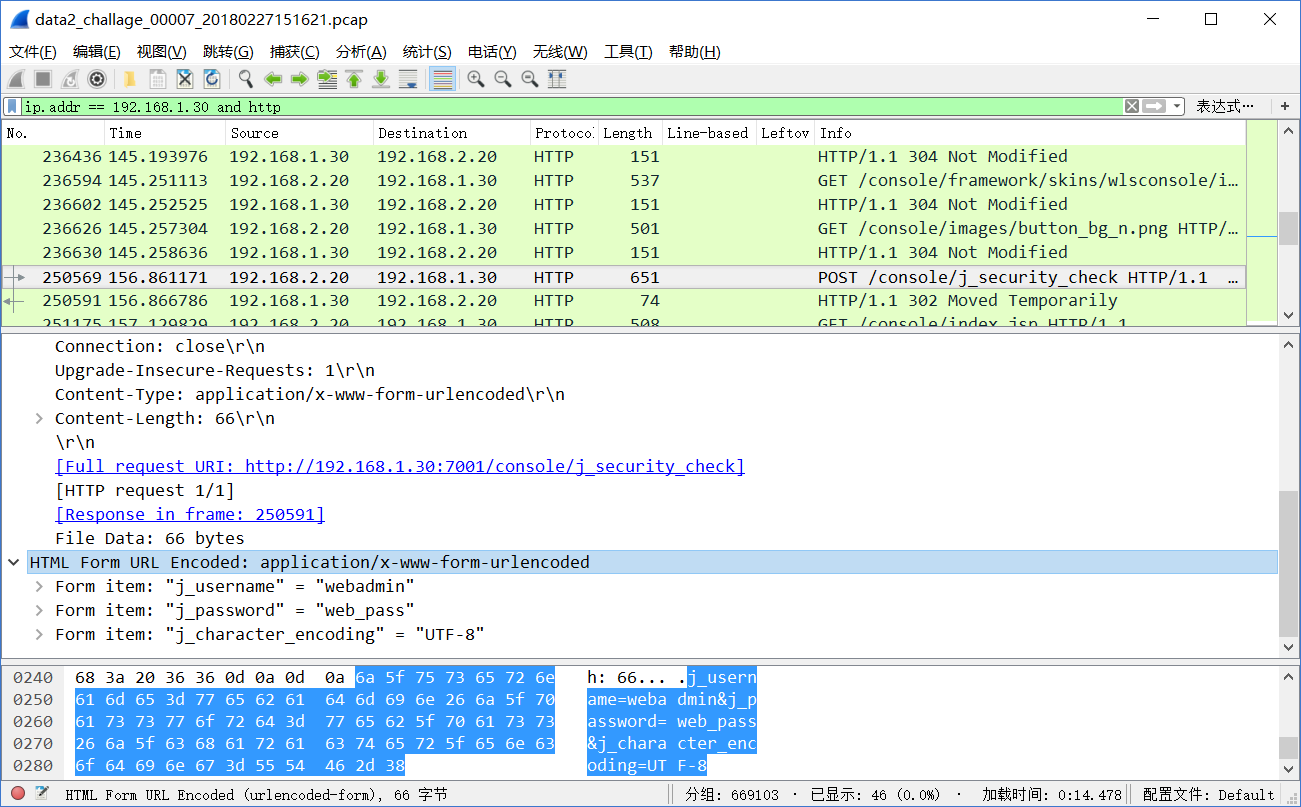 data2_challage_00007_20180227151621.pcap
文件(F) 编辑(E) 视图(V) 跳转(G) 捕获(C) 分析(A) 统计(S) 电话(Y) 无线(W) 工具(T) 帮助(H)
ip.addr == 192.168.1.30 and http 表达式… +
No. Time Source Destination Protoco Length Line-based Leftov Info
236436 145.193976 192.168.1.30 192.168.2.20 HTTP 151 HTTP/1.1 304 Not Modified
236594 145.251113 192.168.2.20 192.168.1.30 HTTP 537 GET /console/framework/skins/wlsconsole/i…
236602 145.252525 192.168.1.30 192.168.2.20 HTTP 151 HTTP/1.1 304 Not Modified
236626 145.257304 192.168.2.20 192.168.1.30 HTTP 501 GET /console/images/button_bg_n.png HTTP/…
236630 145.258636 192.168.1.30 192.168.2.20 HTTP 151 HTTP/1.1 304 Not Modified
250569 156.861171 192.168.2.20 192.168.1.30 HTTP 651 POST /console/j_security_check HTTP/1.1 …
250591 156.866786 192.168.1.30 192.168.2.20 HTTP 74 HTTP/1.1 302 Moved Temporarily
251175 157.129829 192.168.2.20 192.168.1.30 HTTP 508 GET /console/index.jsp HTTP/1.1
Connection: close\r\n
Upgrade-Insecure-Requests: 1\r\n
Content-Type: application/x-www-form-urlencoded\r\n
Content-Length: 66\r\n
\r\n
[Full request URI: http://192.168.1.30:7001/console/j_security_check]
[HTTP request 1/1]
[Response in frame: 250591]
File Data: 66 bytes
HTML Form URL Encoded: application/x-www-form-urlencoded
Form item: "j_username" = "webadmin"
Form item: "j_password" = "web_pass"
Form item: "j_character_encoding" = "UTF-8"
0240 68 3a 20 36 36 0d 0a 0d 0a 6a 5f 75 73 65 72 6e h: 66... .j_usern
0250 61 6d 65 3d 77 65 62 61 64 6d 69 6e 26 6a 5f 70 ame=weba dmin&j_p
0260 61 73 73 77 6f 72 64 3d 77 65 62 5f 70 61 73 73 assword= web_pass
0270 26 6a 5f 63 68 61 72 61 63 74 65 72 5f 65 6e 63 &j_chara cter_enc
0280 6f 64 69 6e 67 3d 55 54 46 2d 38 oding=UT F-8
HTML Form URL Encoded (urlencoded-form), 66 字节 分组: 669103 · 已显示: 46 (0.0%) · 加载时间: 0:14.478 配置文件: Default